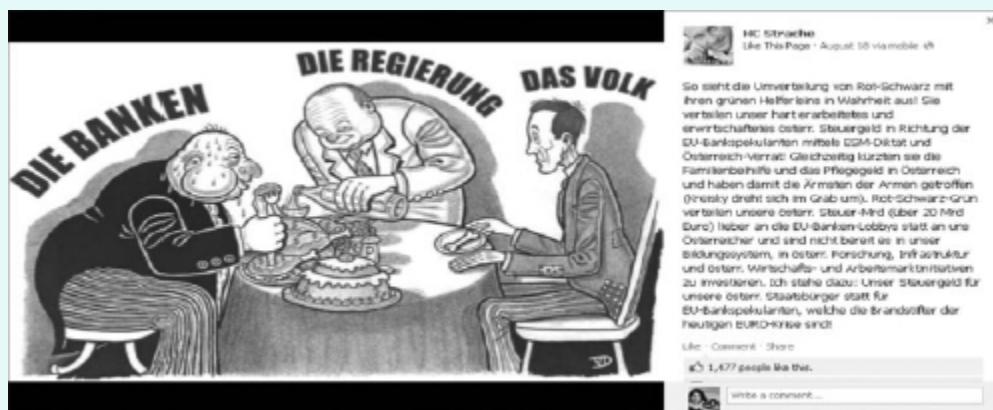 DIE BANKEN
DIE REGIERUNG
DAS VOLK
HC Strache
Like This Page · August 18 via mobile
So sieht die Umverteilung von Rot-Schwarz mit
ihren grünen Helferleins in Wahrheit aus! Sie
verteilen unser hart erarbeitetes und
erwirtschaftetes österr. Steuergeld in Richtung der
EU-Bankspekulanten mittels ESM-Diktat und
Österreich-Verrat! Gleichzeitig kürzten sie die
Familienbeihilfe und das Pflegegeld in Österreich
und haben damit die Ärmsten der Armen getroffen
(Kreisky dreht sich im Grab um). Rot-Schwarz-Grün
verteilen unsere österr. Steuer-Mrd (über 20 Mrd
Euro) lieber an die EU-Banken-Lobbys statt an uns
Österreicher und sind nicht bereit es in unser
Bildungssystem, in österr. Forschung, Infrastruktur
und österr. Wirtschafts- und Arbeitsmarktinitiativen
zu investieren. Ich stehe dazu: Unser Steuergeld für
unsere österr. Staatsbürger statt für
EU-Bankspekulanten, welche die Brandstifter der
heutigen EURO-Krise sind!
Like · Comment · Share
1,477 people like this.
Write a comment...